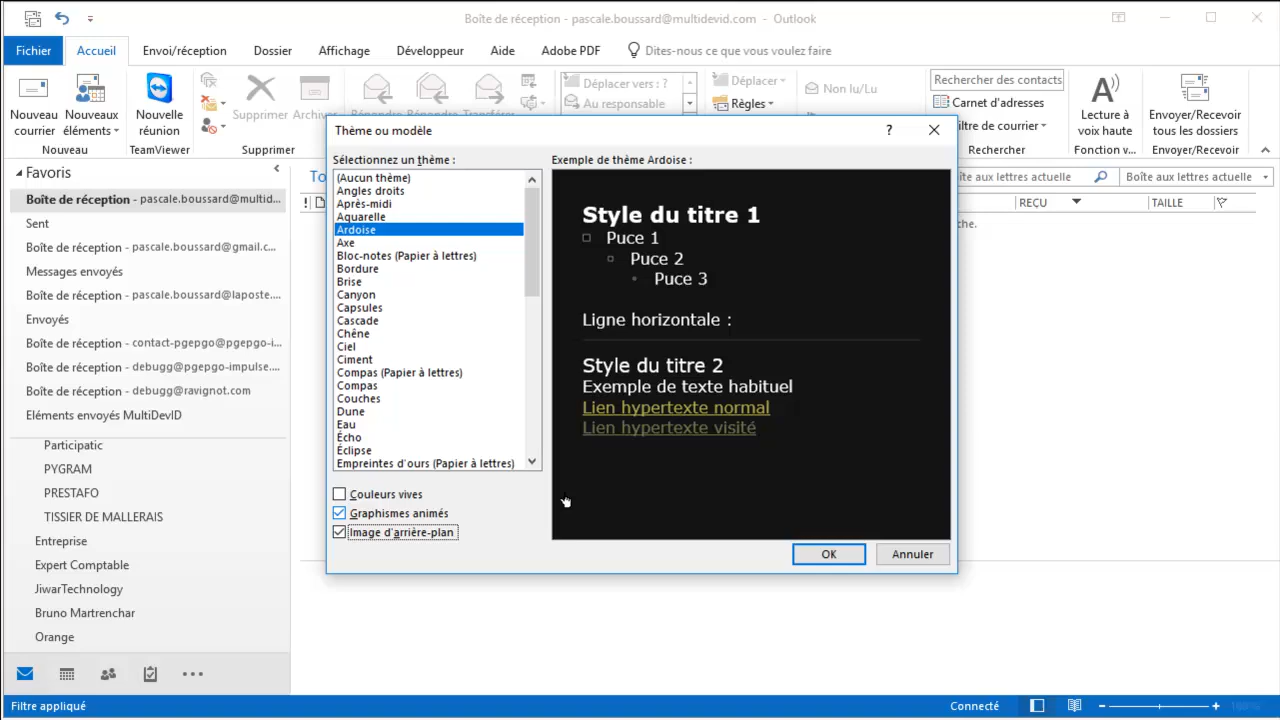 Boîte de réception - pascale.boussard@multidevid.com - Outlook
Fichier
Accueil
Envoi/réception
Dossier
Affichage
Développeur
Aide
Adobe PDF
Dites-nous ce que vous voulez faire
Nouveau courrier
Nouveaux éléments
Nouvelle réunion
Supprimer
Archiver
Répondre
Répondre
Transférer
Déplacer vers : ?
Au responsable
Déplacer
Règles
Non lu/Lu
Rechercher des contacts
Carnet d'adresses
iltre de courrier
Lecture à voix haute
Envoyer/Recevoir tous les dossiers
Nouveau
TeamViewer
Supprimer
Rechercher
Fonction v...
Envoyer/Recevoir
Favoris
Boîte de réception - pascale.boussard@multid...
Sent
Boîte de réception - pascale.boussard@gmail.c...
Messages envoyés
Boîte de réception - pascale.boussard@laposte....
Envoyés
Boîte de réception - contact-pgepgo@pgepgo-i...
Boîte de réception - debugg@pgepgo-impulse....
Boîte de réception - debugg@ravignot.com
Eléments envoyés MultiDevID
Participatic
PYGRAM
PRESTAFO
TISSIER DE MALLERAIS
Entreprise
Expert Comptable
JiwarTechnology
Bruno Martrenchar
Orange
To
îte aux lettres actuelle
Boîte aux lettres actuelle
!
REÇU
TAILLE
che.
Thème ou modèle
?
Sélectionnez un thème :
(Aucun thème)
Angles droits
Après-midi
Aquarelle
Ardoise
Axe
Bloc-notes (Papier à lettres)
Bordure
Brise
Canyon
Capsules
Cascade
Chêne
Ciel
Ciment
Compas (Papier à lettres)
Compas
Couches
Dune
Eau
Écho
Éclipse
Empreintes d'ours (Papier à lettres)
Couleurs vives
Graphismes animés
Image d'arrière-plan
Exemple de thème Ardoise :
Style du titre 1
Puce 1
Puce 2
Puce 3
Ligne horizontale :
Style du titre 2
Exemple de texte habituel
Lien hypertexte normal
Lien hypertexte visité
OK
Annuler
Filtre appliqué
Connecté
100%